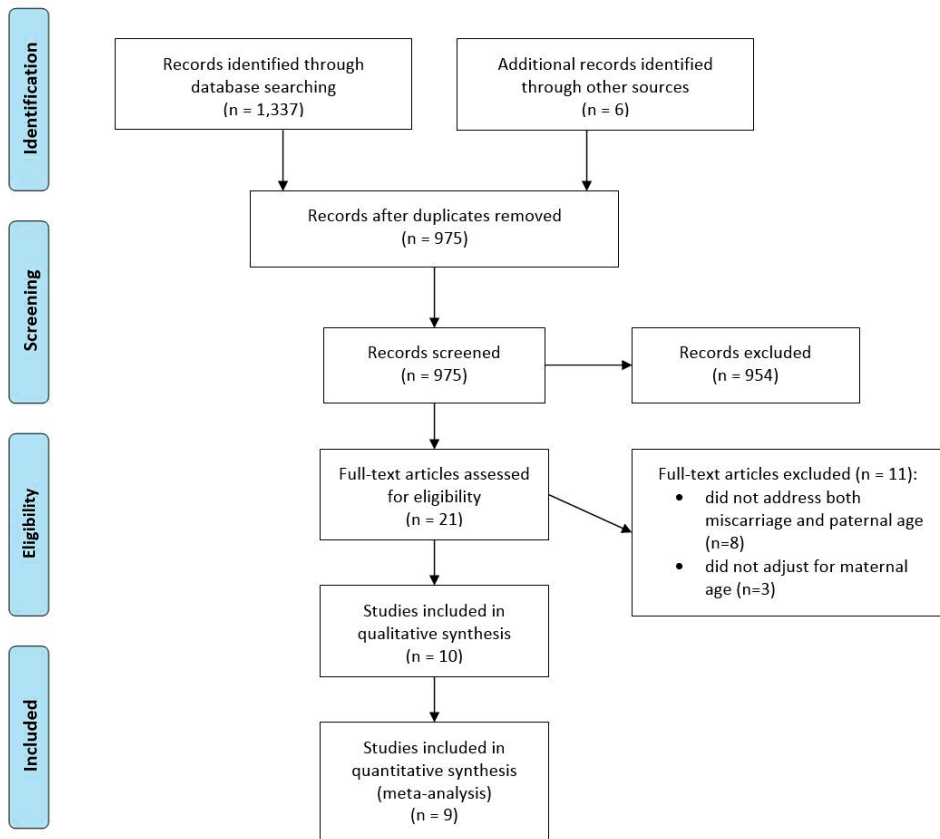 Identification
Records identified through
database searching
(n = 1,337)
Additional records identified
through other sources
(n = 6)
Records after duplicates removed
(n = 975)
Screening
Records screened
(n = 975)
Records excluded
(n = 954)
Eligibility
Full-text articles assessed
for eligibility
(n = 21)
Full-text articles excluded (n = 11):
• did not address both
miscarriage and paternal age
(n=8)
• did not adjust for maternal
age (n=3)
Studies included in
qualitative synthesis
(n = 10)
Included
Studies included in
quantitative synthesis
(meta-analysis)
(n = 9)